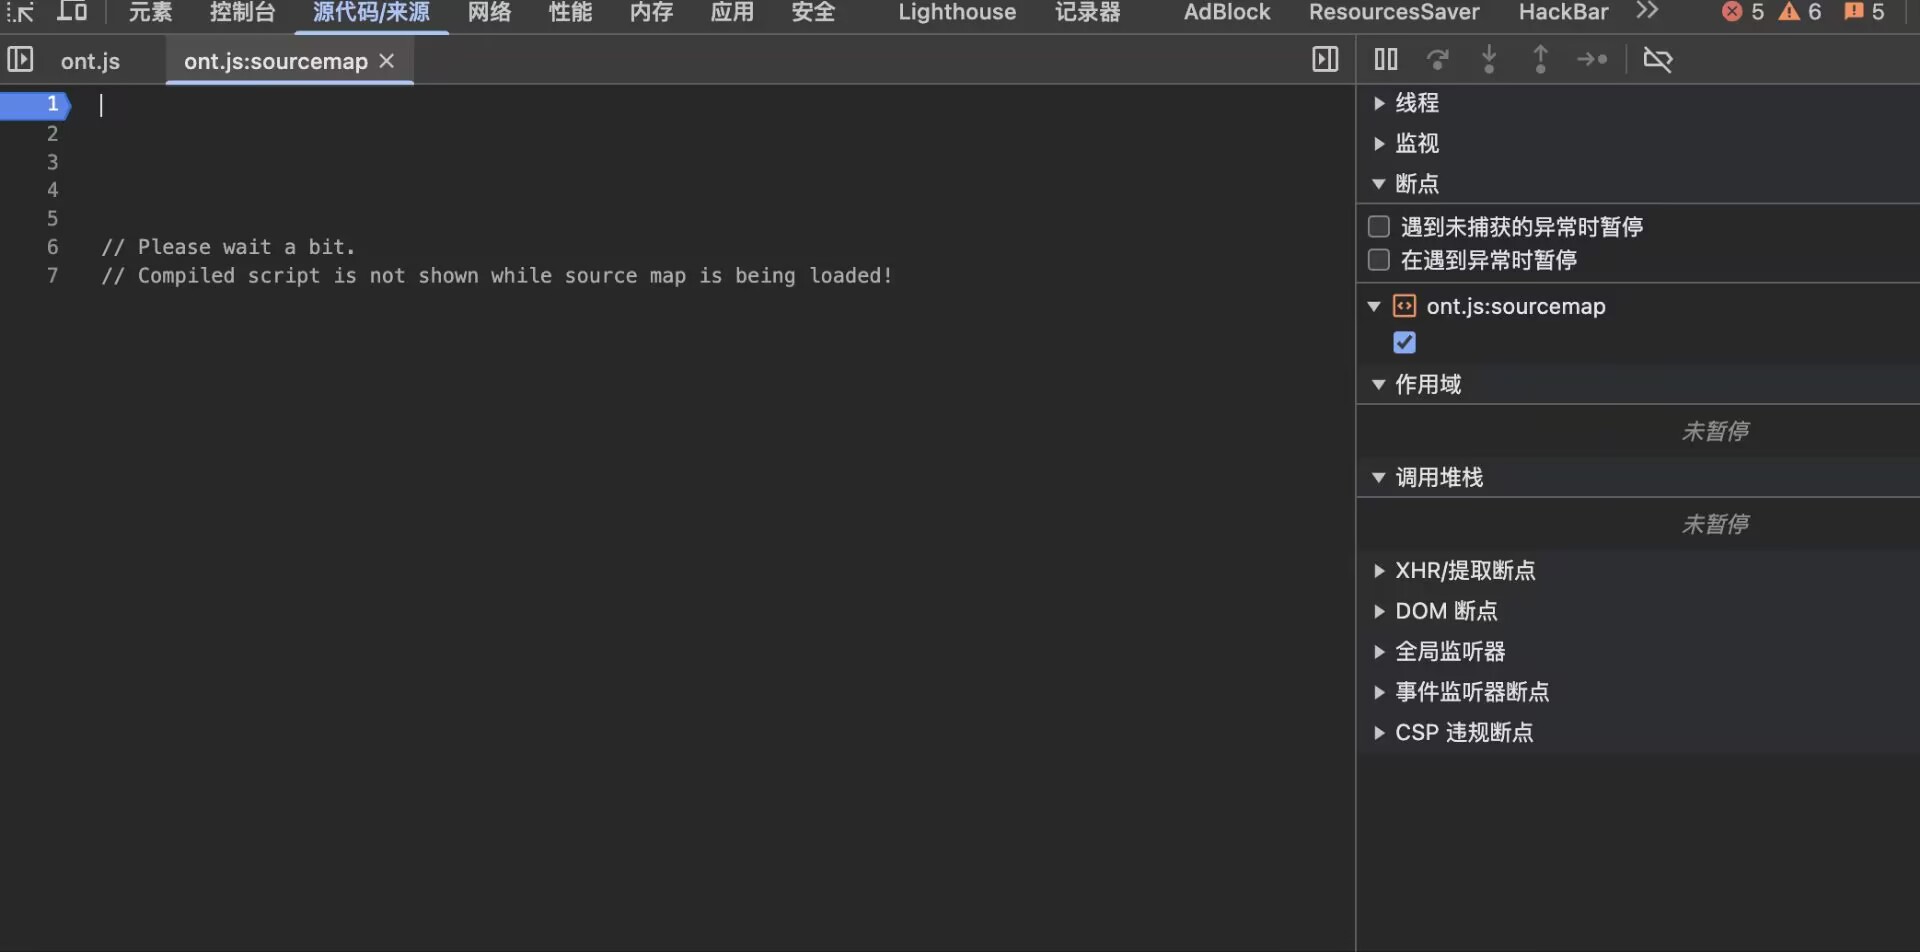 元素 控制台 源代码/来源 网络 性能 内存 应用 安全 Lighthouse 记录器 AdBlock ResourcesSaver HackBar 5 6 5
ont.js ont.js:sourcemap
1
2
3
4
5
6 // Please wait a bit.
7 // Compiled script is not shown while source map is being loaded!
线程
监视
断点
遇到未捕获的异常时暂停
在遇到异常时暂停
ont.js:sourcemap
作用域
未暂停
调用堆栈
未暂停
XHR/提取断点
DOM 断点
全局监听器
事件监听器断点
CSP 违规断点